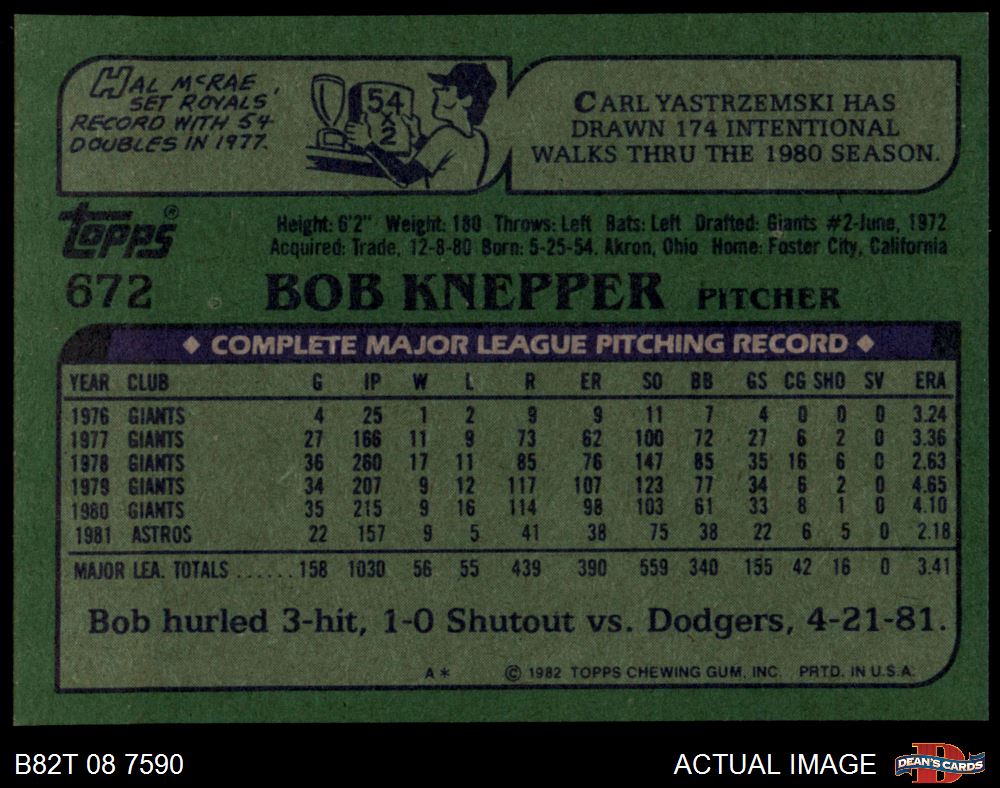 HAL McRAE
SET ROYALS
RECORD WITH 54
DOUBLES IN 1977.
54
X
2
CARL YASTRZEMSKI HAS
DRAWN 174 INTENTIONAL
WALKS THRU THE 1980 SEASON.
topps®
Height: 6'2" Weight: 180 Throws: Left Bats: Left Drafted: Giants #2-June, 1972
Acquired: Trade, 12-8-80 Born: 5-25-54, Akron, Ohio Home: Foster City, California
672 BOB KNEPPER PITCHER
◆ COMPLETE MAJOR LEAGUE PITCHING RECORD ◆
YEAR CLUB G IP W L R ER SO BB GS CG SHO SV ERA
1976 GIANTS 4 25 1 2 9 9 11 7 4 0 0 0 3.24
1977 GIANTS 27 166 11 9 73 62 100 72 27 6 2 0 3.36
1978 GIANTS 36 260 17 11 85 76 147 85 35 16 6 0 2.63
1979 GIANTS 34 207 9 12 117 107 123 77 34 6 2 0 4.65
1980 GIANTS 35 215 9 16 114 98 103 61 33 8 1 0 4.10
1981 ASTROS 22 157 9 5 41 38 75 38 22 6 5 0 2.18
MAJOR LEA. TOTALS ...... 158 1030 56 55 439 390 559 340 155 42 16 0 3.41
Bob hurled 3-hit, 1-0 Shutout vs. Dodgers, 4-21-81.
A* © 1982 TOPPS CHEWING GUM, INC. PRTD. IN U.S.A.
B82T 08 7590 ACTUAL IMAGE
D
DEAN'S CARDS